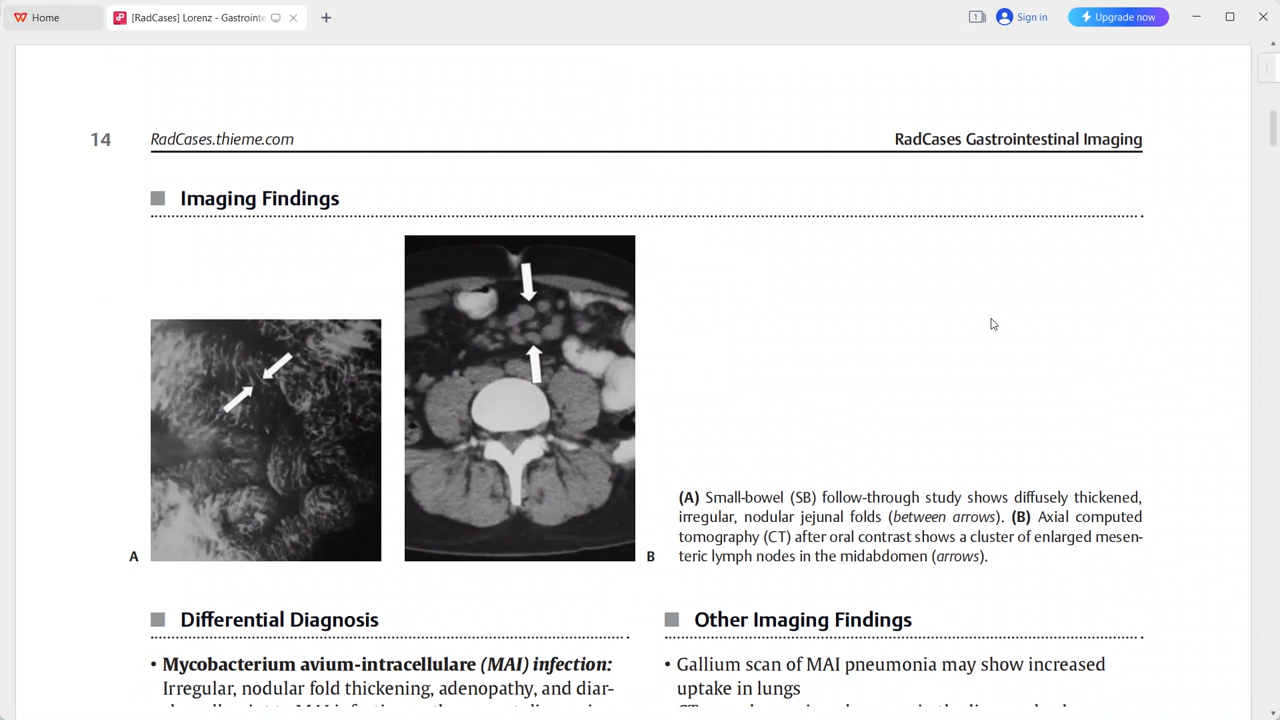 Home
[RadCases] Lorenz - Gastrointe
1
Sign in
Upgrade now
14
RadCases.thieme.com
RadCases Gastrointestinal Imaging
Imaging Findings
A
B
(A) Small-bowel (SB) follow-through study shows diffusely thickened,
irregular, nodular jejunal folds (between arrows). (B) Axial computed
tomography (CT) after oral contrast shows a cluster of enlarged mesen-
teric lymph nodes in the midabdomen (arrows).
Differential Diagnosis
• Mycobacterium avium-intracellulare (MAI) infection:
Irregular, nodular fold thickening, adenopathy, and diar-
Other Imaging Findings
• Gallium scan of MAI pneumonia may show increased
uptake in lungs